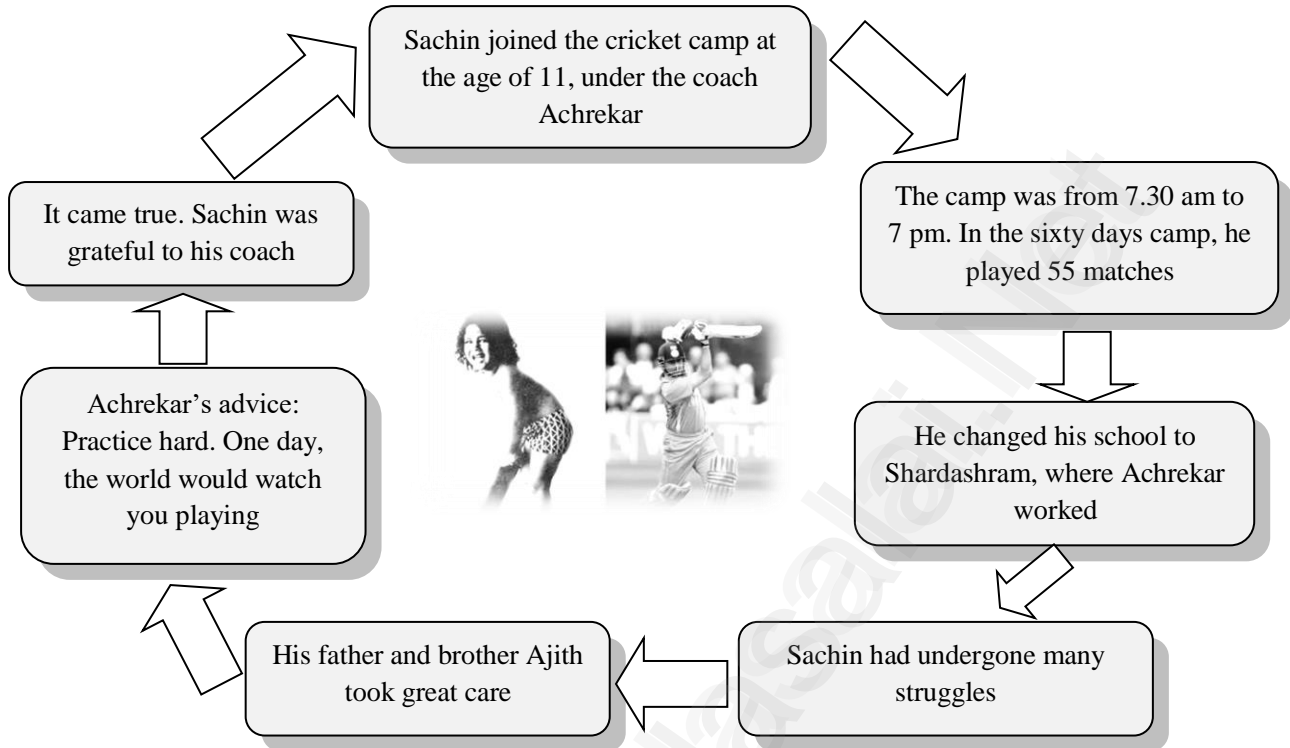 Sachin joined the cricket camp at
the age of 11, under the coach
Achrekar
The camp was from 7.30 am to
7 pm. In the sixty days camp, he
played 55 matches
He changed his school to
Shardashram, where Achrekar
worked
Sachin had undergone many
struggles
His father and brother Ajith
took great care
Achrekar’s advice:
Practice hard. One day,
the world would watch
you playing
It came true. Sachin was
grateful to his coach